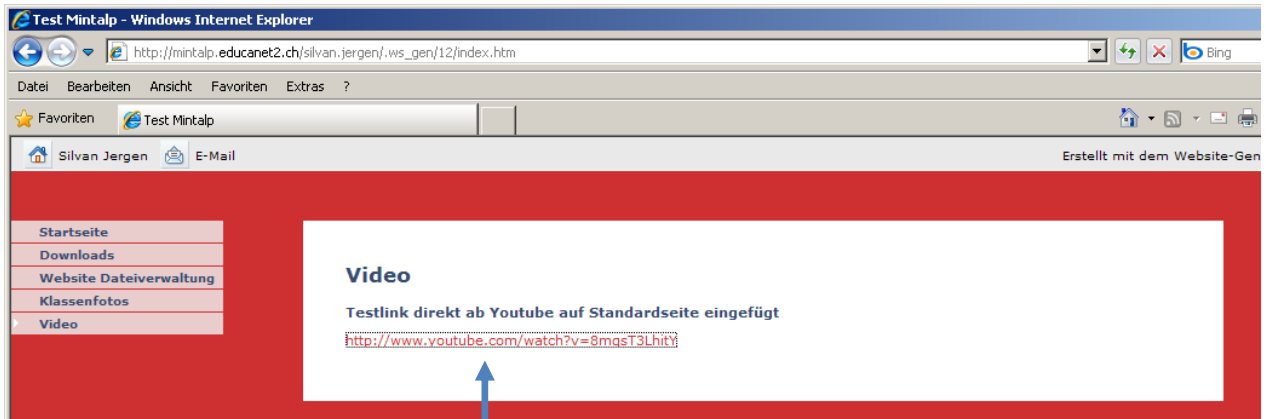 Test Mintalp - Windows Internet Explorer
http://mintalp.educanet2.ch/silvan.jergen/.ws_gen/12/index.htm
Bing
Datei Bearbeiten Ansicht Favoriten Extras ?
Favoriten Test Mintalp
Silvan Jergen E-Mail Erstellt mit dem Website-Gen
Startseite
Downloads
Website Dateiverwaltung
Klassenfotos
Video
Video
Testlink direkt ab Youtube auf Standardseite eingefügt
http://www.youtube.com/watch?v=8mqsT3LhitY